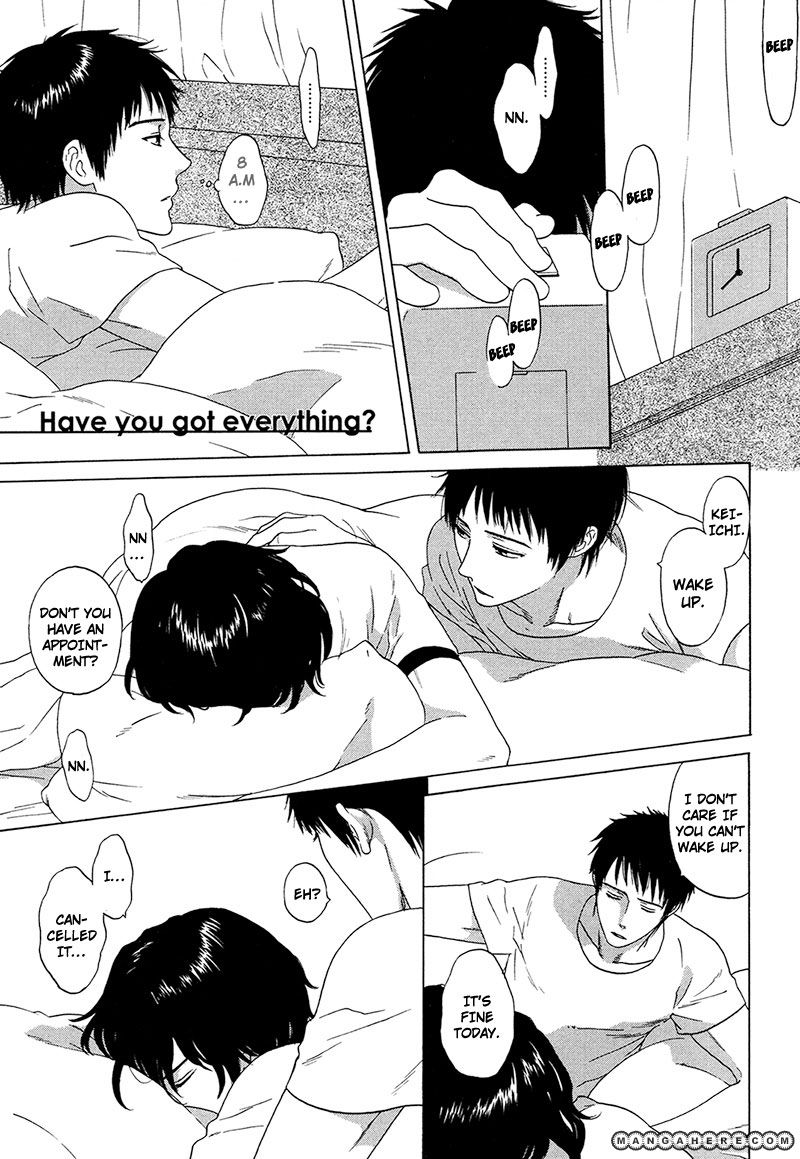 BEEP
BEEP
BEEP
BEEP
BEEP
.......
NN.
.......
8
A.M
...
Have you got everything?
KEI-
ICHI.
WAKE
UP.
NN
...
DON'T YOU
HAVE AN
APPOINT-
MENT?
NN.
I DON'T
CARE IF
YOU CAN'T
WAKE UP.
IT'S
FINE
TODAY.
EH?
I...
CAN-
CELLED
IT...
MANGAHERE.COM